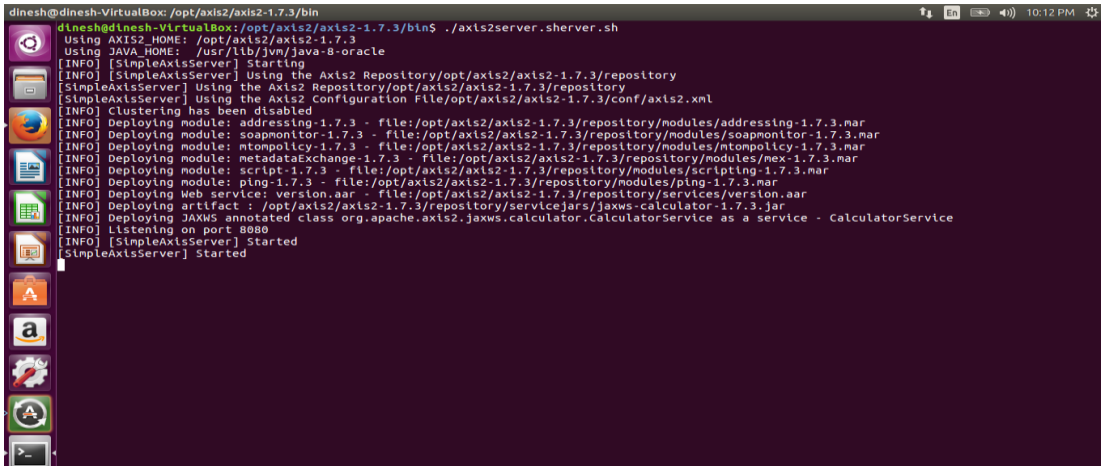 dinesh@dinesh-VirtualBox: /opt/axis2/axis2-1.7.3/bin
En
10:12 PM
dinesh@dinesh-VirtualBox:/opt/axis2/axis2-1.7.3/bin$ ./axis2server.sherver.sh
Using AXIS2_HOME: /opt/axis2/axis2-1.7.3
Using JAVA_HOME: /usr/lib/jvm/java-8-oracle
[INFO] [SimpleAxisServer] Starting
[INFO] [SimpleAxisServer] Using the Axis2 Repository/opt/axis2/axis2-1.7.3/repository
[SimpleAxisServer] Using the Axis2 Repository/opt/axis2/axis2-1.7.3/repository
[SimpleAxisServer] Using the Axis2 Configuration File/opt/axis2/axis2-1.7.3/conf/axis2.xml
[INFO] Clustering has been disabled
[INFO] Deploying module: addressing-1.7.3 - file:/opt/axis2/axis2-1.7.3/repository/modules/addressing-1.7.3.mar
[INFO] Deploying module: soapmonitor-1.7.3 - file:/opt/axis2/axis2-1.7.3/repository/modules/soapmonitor-1.7.3.mar
[INFO] Deploying module: mtompolicy-1.7.3 - file:/opt/axis2/axis2-1.7.3/repository/modules/mtompolicy-1.7.3.mar
[INFO] Deploying module: metadataExchange-1.7.3 - file:/opt/axis2/axis2-1.7.3/repository/modules/mex-1.7.3.mar
[INFO] Deploying module: script-1.7.3 - file:/opt/axis2/axis2-1.7.3/repository/modules/scripting-1.7.3.mar
[INFO] Deploying module: ping-1.7.3 - file:/opt/axis2/axis2-1.7.3/repository/modules/ping-1.7.3.mar
[INFO] Deploying Web service: version.aar - file:/opt/axis2/axis2-1.7.3/repository/services/version.aar
[INFO] Deploying artifact : /opt/axis2/axis2-1.7.3/repository/servicejars/jaxws-calculator-1.7.3.jar
[INFO] Deploying JAXWS annotated class org.apache.axis2.jaxws.calculator.CalculatorService as a service - CalculatorService
[INFO] Listening on port 8080
[INFO] [SimpleAxisServer] Started
[SimpleAxisServer] Started